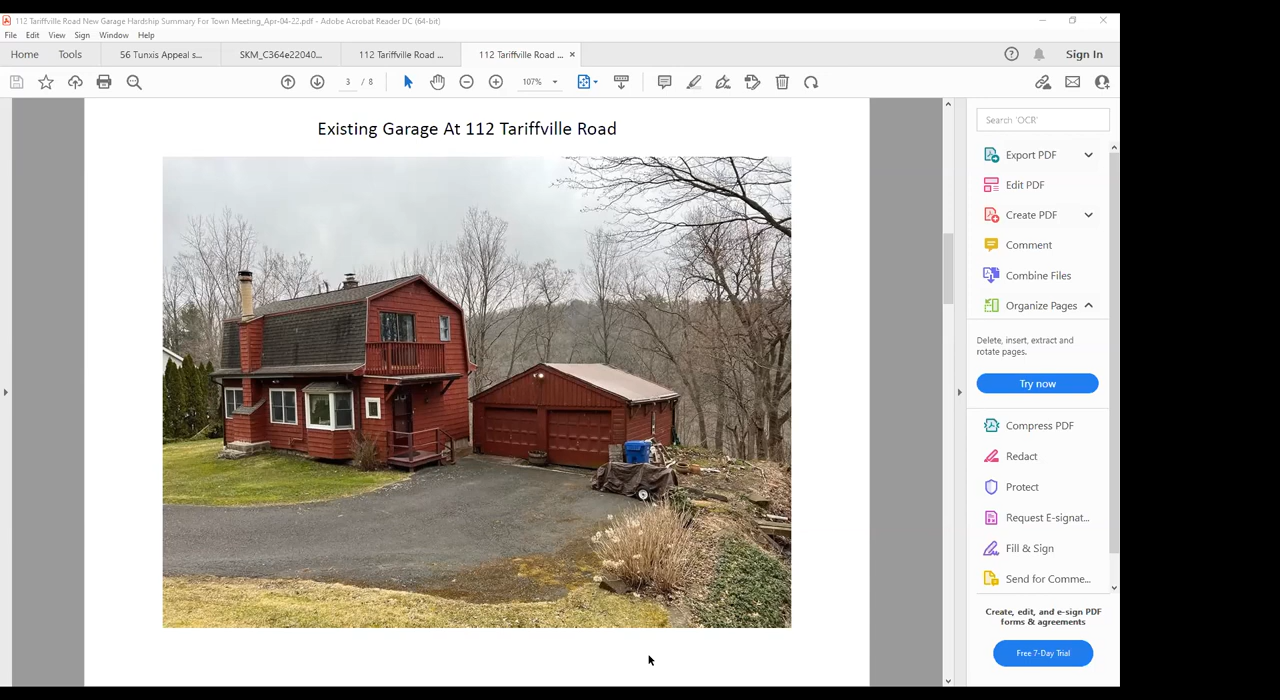 112 Tariffville Road New Garage Hardship Summary For Town Meeting_Apr-04-22.pdf - Adobe Acrobat Reader DC (64-bit)
File Edit View Sign Window Help
Home Tools 56 Tunxis Appeal s... SKM_C364e22040... 112 Tariffville Road ... 112 Tariffville Road ... × Sign In
3 / 8 107%
Existing Garage At 112 Tariffville Road
Search 'OCR'
Export PDF
Edit PDF
Create PDF
Comment
Combine Files
Organize Pages
Delete, insert, extract and
rotate pages.
Try now
Compress PDF
Redact
Protect
Request E-signat...
Fill & Sign
Send for Comme...
Create, edit, and e-sign PDF
forms & agreements
Free 7-Day Trial